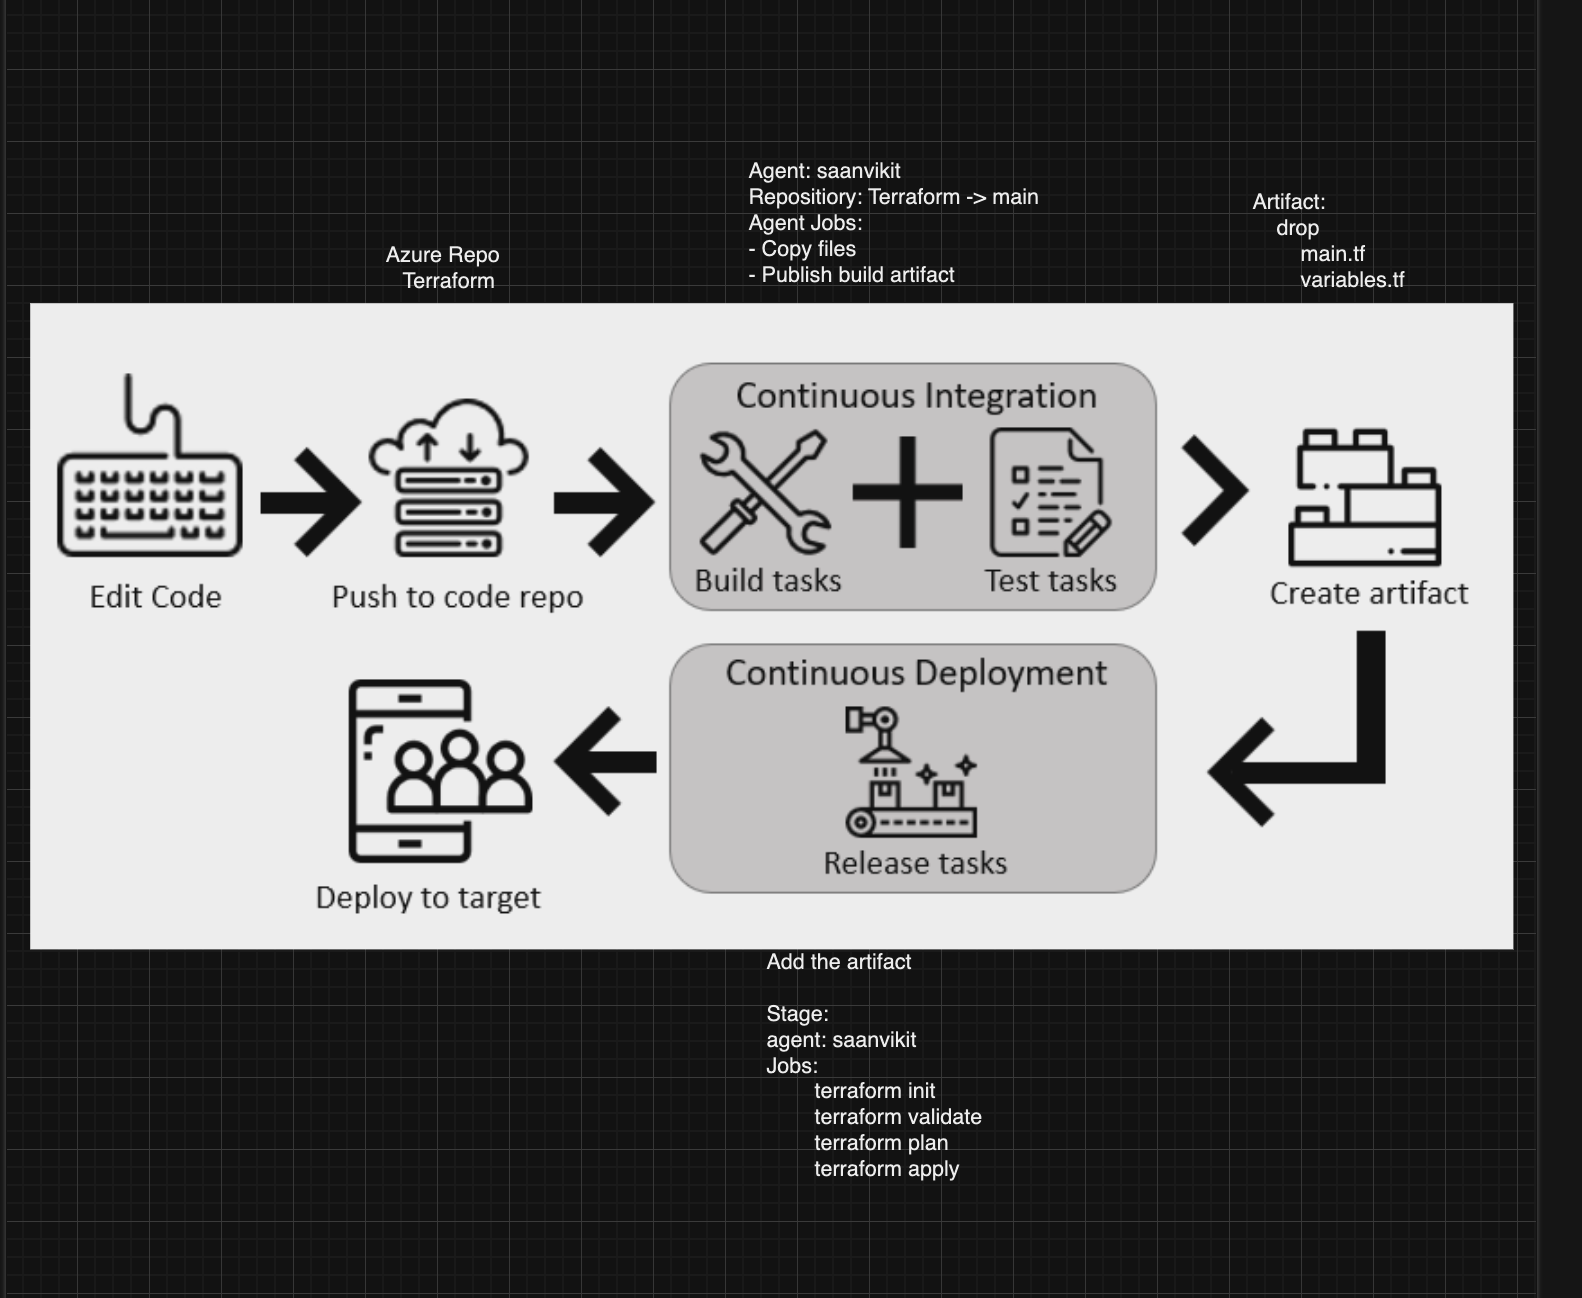 Agent: saanvikit
Repositiory: Terraform -> main
Agent Jobs:
- Copy files
- Publish build artifact
Artifact:
drop
main.tf
variables.tf
Azure Repo
Terraform
Continuous Integration
Build tasks
Test tasks
Edit Code
Push to code repo
Create artifact
Continuous Deployment
Release tasks
Deploy to target
Add the artifact
Stage:
agent: saanvikit
Jobs:
terraform init
terraform validate
terraform plan
terraform apply